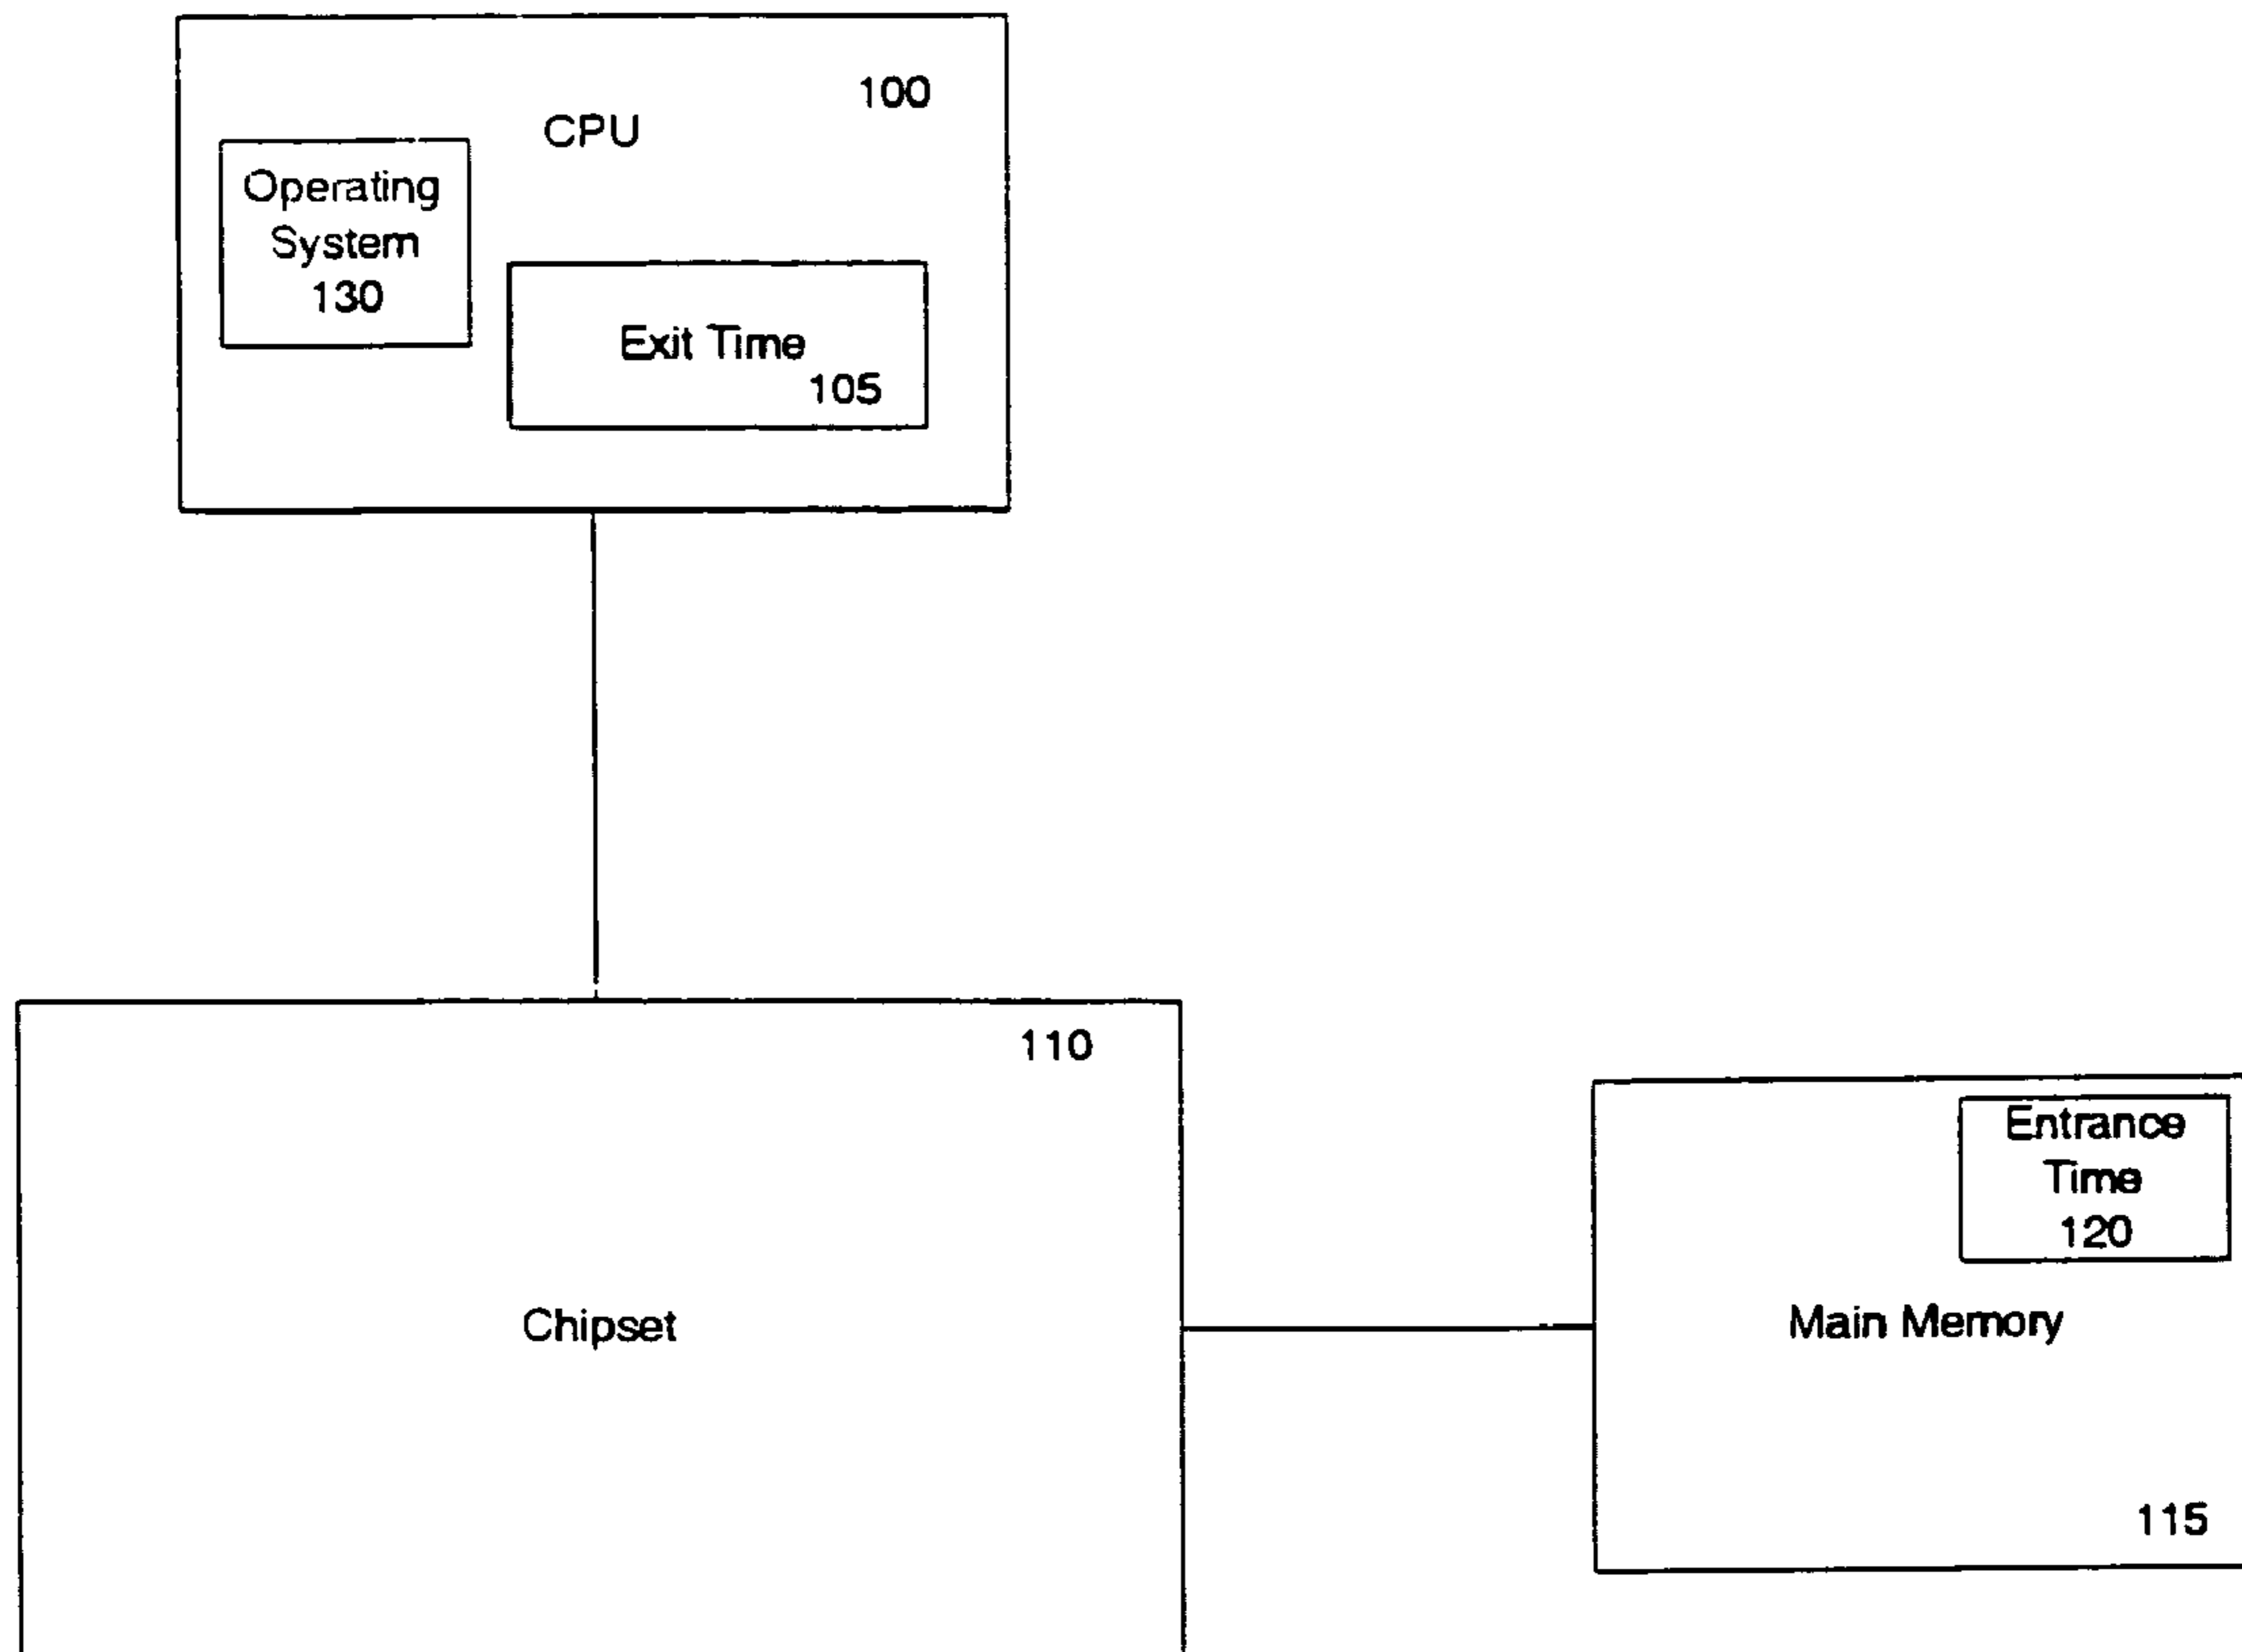 100
CPU
Operating
System
130
Exit Time
105
110
Chipset
Entrance
Time
120
Main Memory
115